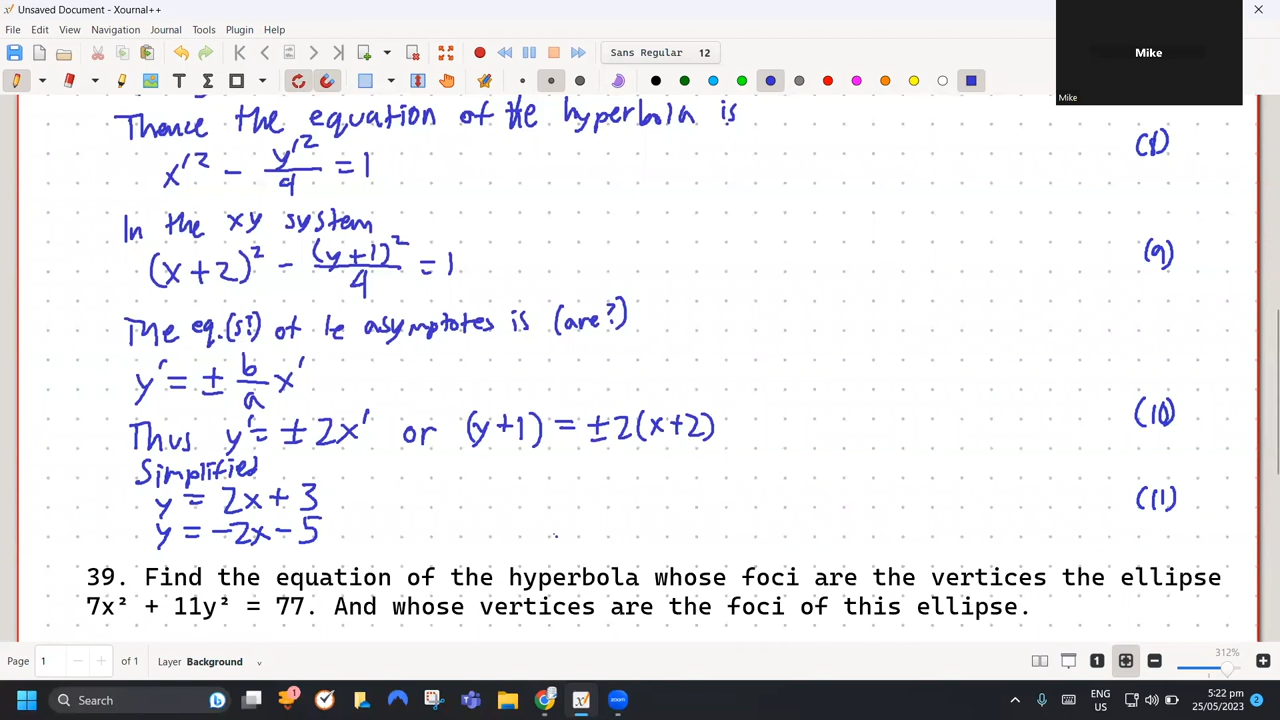 Unsaved Document - Xournal++
File Edit View Navigation Journal Tools Plugin Help
Sans Regular 12
Mike
Mike
Thence the equation of the hyperbola is
x'² - y'²/4 = 1 (8)
In the xy system
(x+2)² - (y+1)²/4 = 1 (9)
The eq.(s?) of te asymptotes is (are?)
y' = ± b/a x'
Thus y' = ±2x' or (y+1) = ±2(x+2) (10)
Simplified
y = 2x + 3 (11)
y = -2x - 5
39. Find the equation of the hyperbola whose foci are the vertices the ellipse
7x² + 11y² = 77. And whose vertices are the foci of this ellipse.
312%
Page 1 of 1 Layer Background
Search
1
ENG
US
5:22 pm
25/05/2023
2